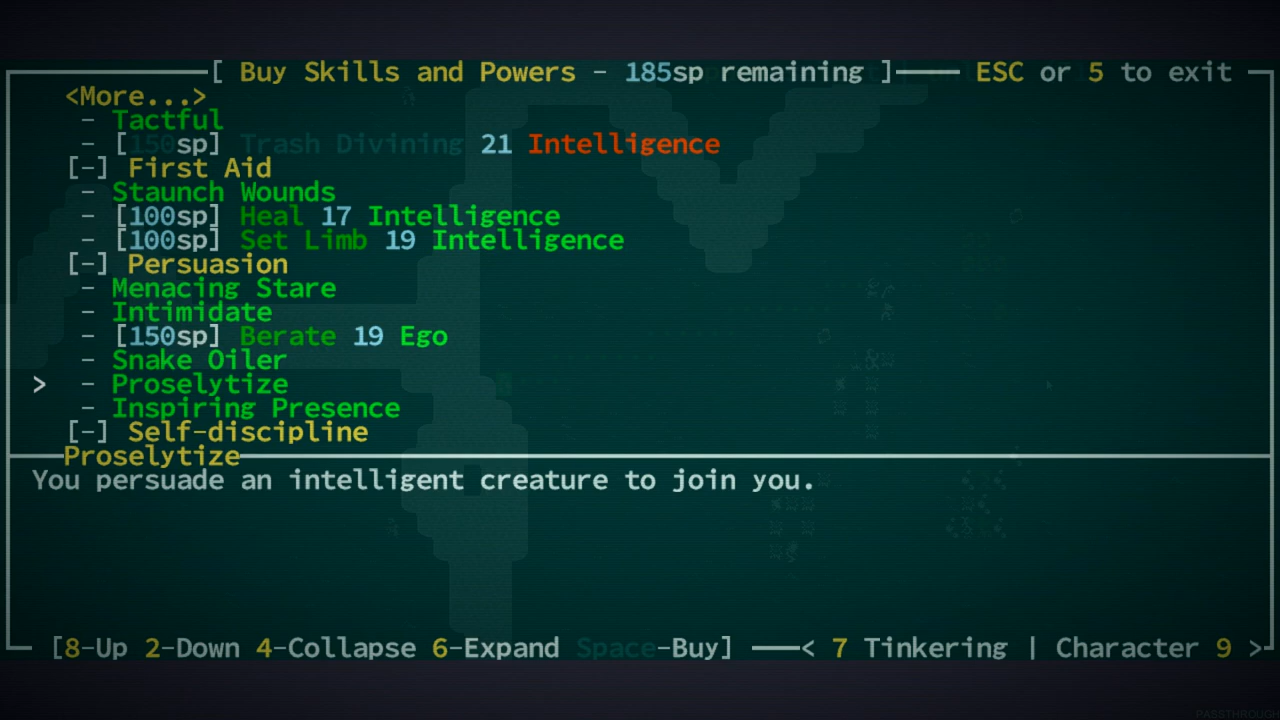 [ Buy Skills and Powers - 185sp remaining ] ESC or 5 to exit
<More...>
- Tactful
- [150sp] Trash Divining 21 Intelligence
[-] First Aid
- Staunch Wounds
- [100sp] Heal 17 Intelligence
- [100sp] Set Limb 19 Intelligence
[-] Persuasion
- Menacing Stare
- Intimidate
- [150sp] Berate 19 Ego
- Snake Oiler
> - Proselytize
- Inspiring Presence
[-] Self-discipline
Proselytize
You persuade an intelligent creature to join you.
[8-Up 2-Down 4-Collapse 6-Expand Space-Buy] < 7 Tinkering | Character 9 >